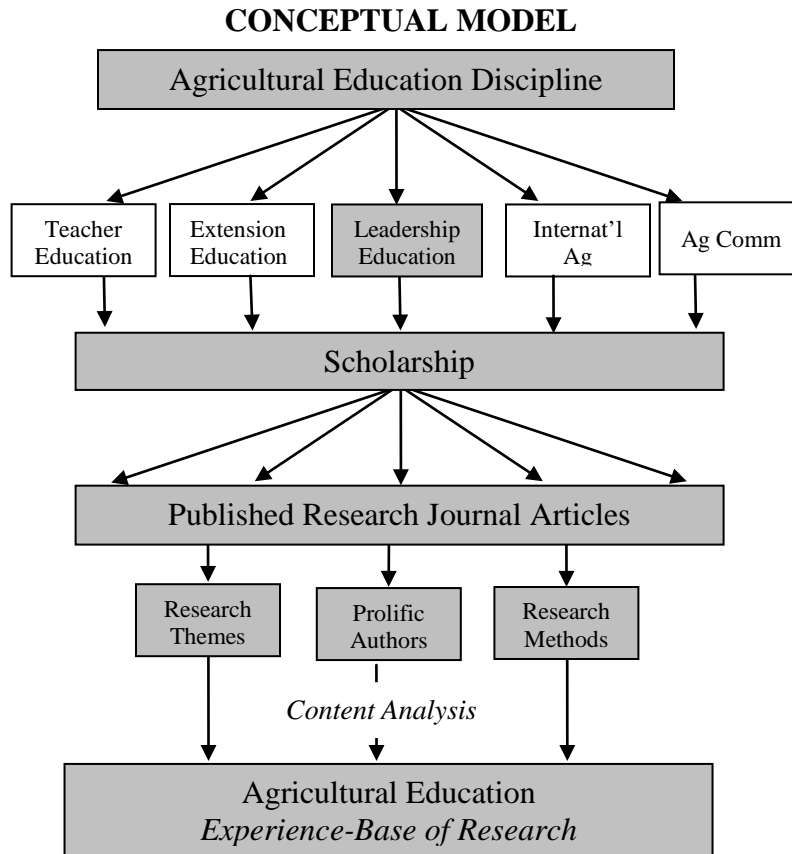 CONCEPTUAL MODEL
Agricultural Education Discipline
Teacher
Education
Extension
Education
Leadership
Education
Internat’l
Ag
Ag Comm
Scholarship
Published Research Journal Articles
Research
Themes
Prolific
Authors
Research
Methods
Content Analysis
Agricultural Education
Experience-Base of Research